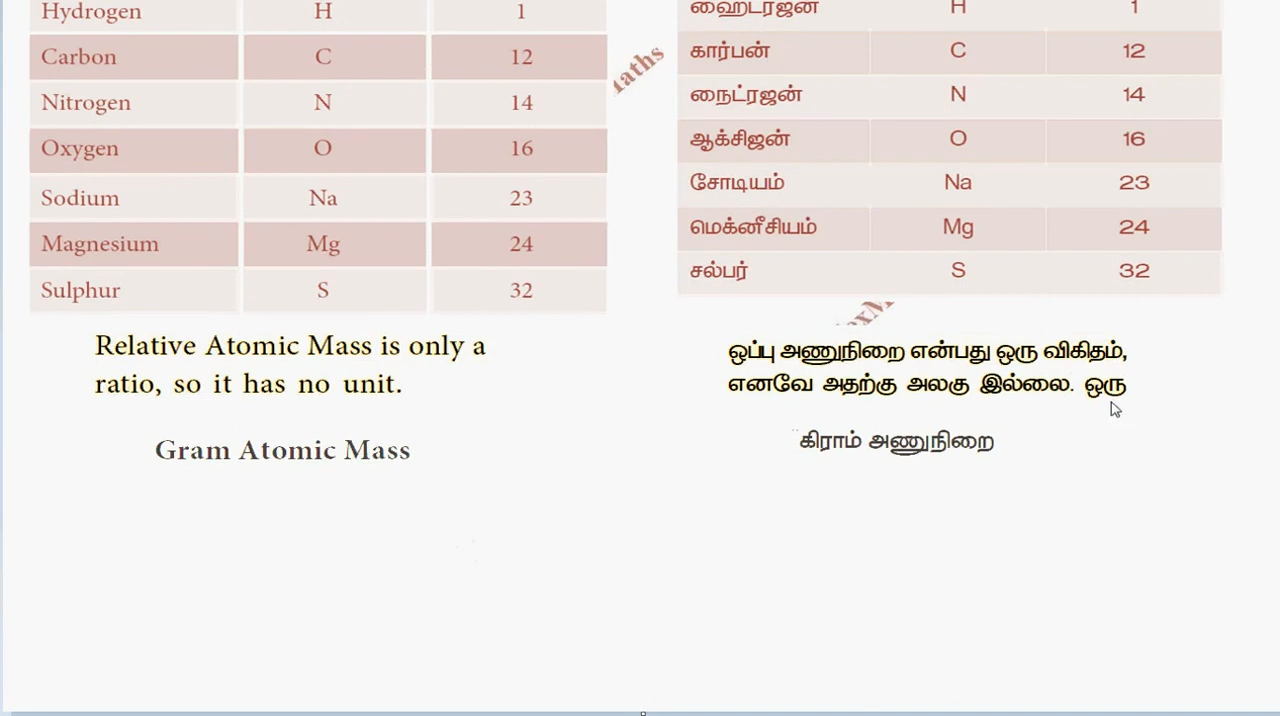 Hydrogen H 1
Carbon C 12
Nitrogen N 14
Oxygen O 16
Sodium Na 23
Magnesium Mg 24
Sulphur S 32
Relative Atomic Mass is only a
ratio, so it has no unit.
Gram Atomic Mass
Maths
ஹைட்ரஜன் H 1
கார்பன் C 12
நைட்ரஜன் N 14
ஆக்சிஜன் O 16
சோடியம் Na 23
மெக்னீசியம் Mg 24
சல்பர் S 32
ஒப்பு அணுநிறை என்பது ஒரு விகிதம்,
எனவே அதற்கு அலகு இல்லை. ஒரு
கிராம் அணுநிறை